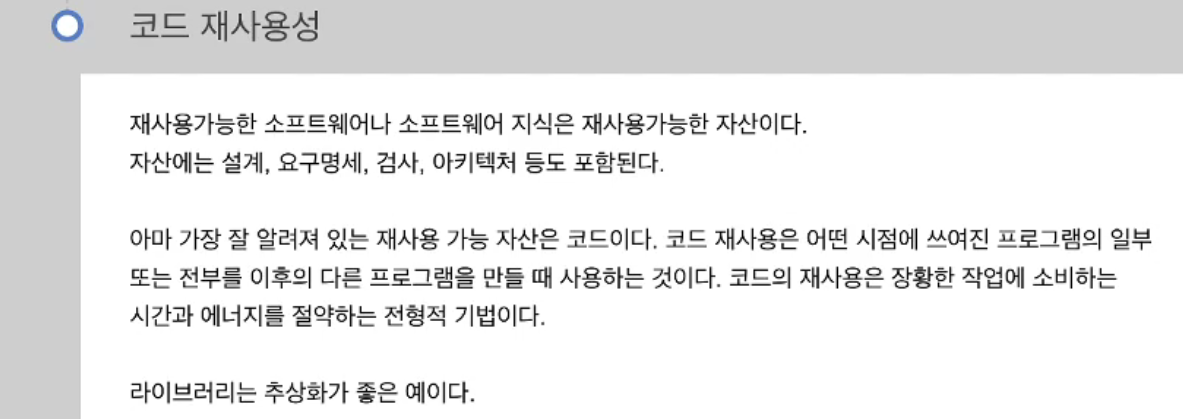 코드 재사용성
재사용가능한 소프트웨어나 소프트웨어 지식은 재사용가능한 자산이다.
자산에는 설계, 요구명세, 검사, 아키텍처 등도 포함된다.
아마 가장 잘 알려져 있는 재사용 가능 자산은 코드이다. 코드 재사용은 어떤 시점에 쓰여진 프로그램의 일부
또는 전부를 이후의 다른 프로그램을 만들 때 사용하는 것이다. 코드의 재사용은 장황한 작업에 소비하는
시간과 에너지를 절약하는 전형적 기법이다.
라이브러리는 추상화가 좋은 예이다.